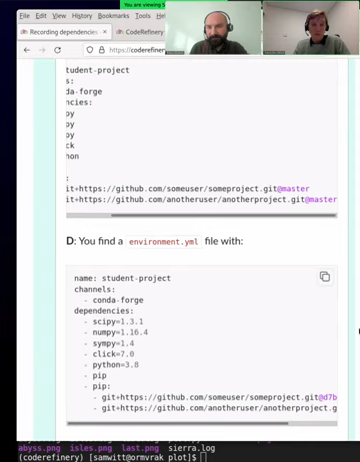 You are viewing S
File Edit View History Bookmarks Tools
Recording dependencies
CodeRefinery
https://coderefinery
student-project
s:
da-forge
ncies:
py
py
py
ck
hon
:
it+https://github.com/someuser/someproject.git@master
it+https://github.com/anotheruser/anotherproject.git@master
D: You find a environment.yml file with:
name: student-project
channels:
- conda-forge
dependencies:
- scipy=1.3.1
- numpy=1.16.4
- sympy=1.4
- click=7.0
- python=3.8
- pip
- pip:
- git+https://github.com/someuser/someproject.git@d7b
- git+https://github.com/anotheruser/anotherproject.git
abyss.png isles.png last.png sierra.log
(coderefinery) [samwitt@ormvrak plot]$